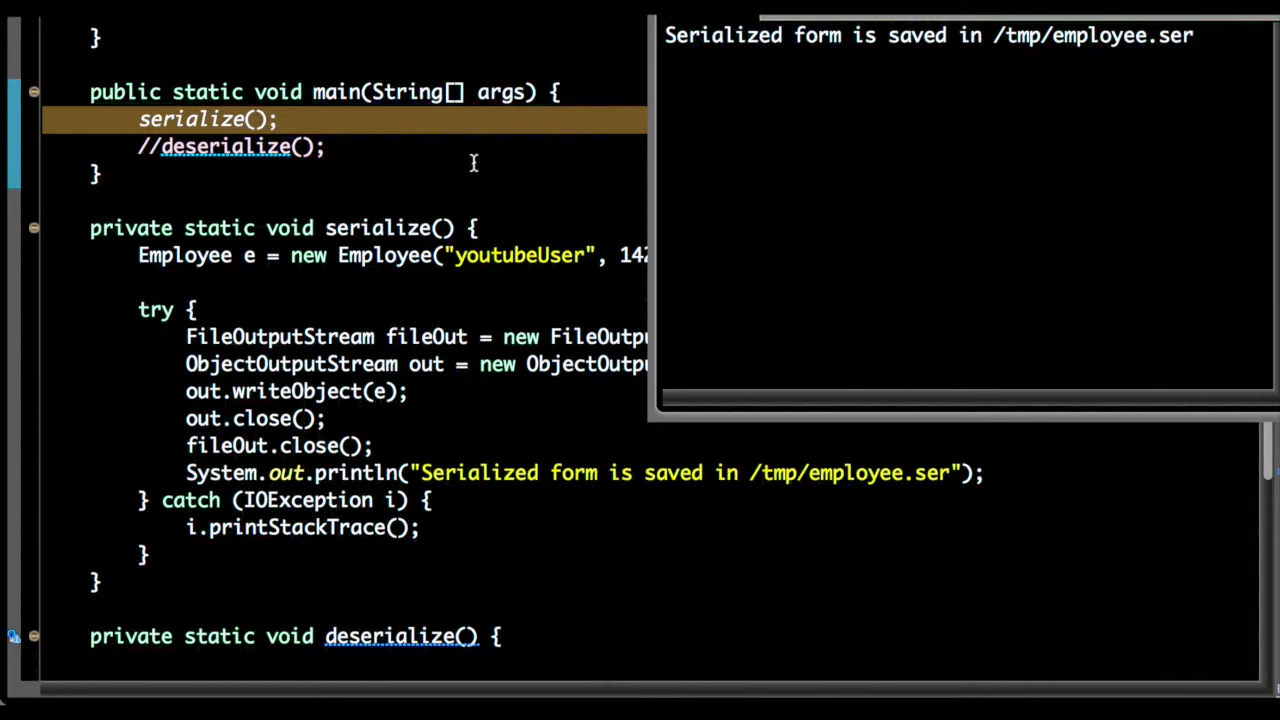 }
public static void main(String[] args) {
serialize();
//deserialize();
}
private static void serialize() {
Employee e = new Employee("youtubeUser", 142
try {
FileOutputStream fileOut = new FileOutpu
ObjectOutputStream out = new ObjectOutpu
out.writeObject(e);
out.close();
fileOut.close();
System.out.println("Serialized form is saved in /tmp/employee.ser");
} catch (IOException i) {
i.printStackTrace();
}
}
private static void deserialize() {
Serialized form is saved in /tmp/employee.ser